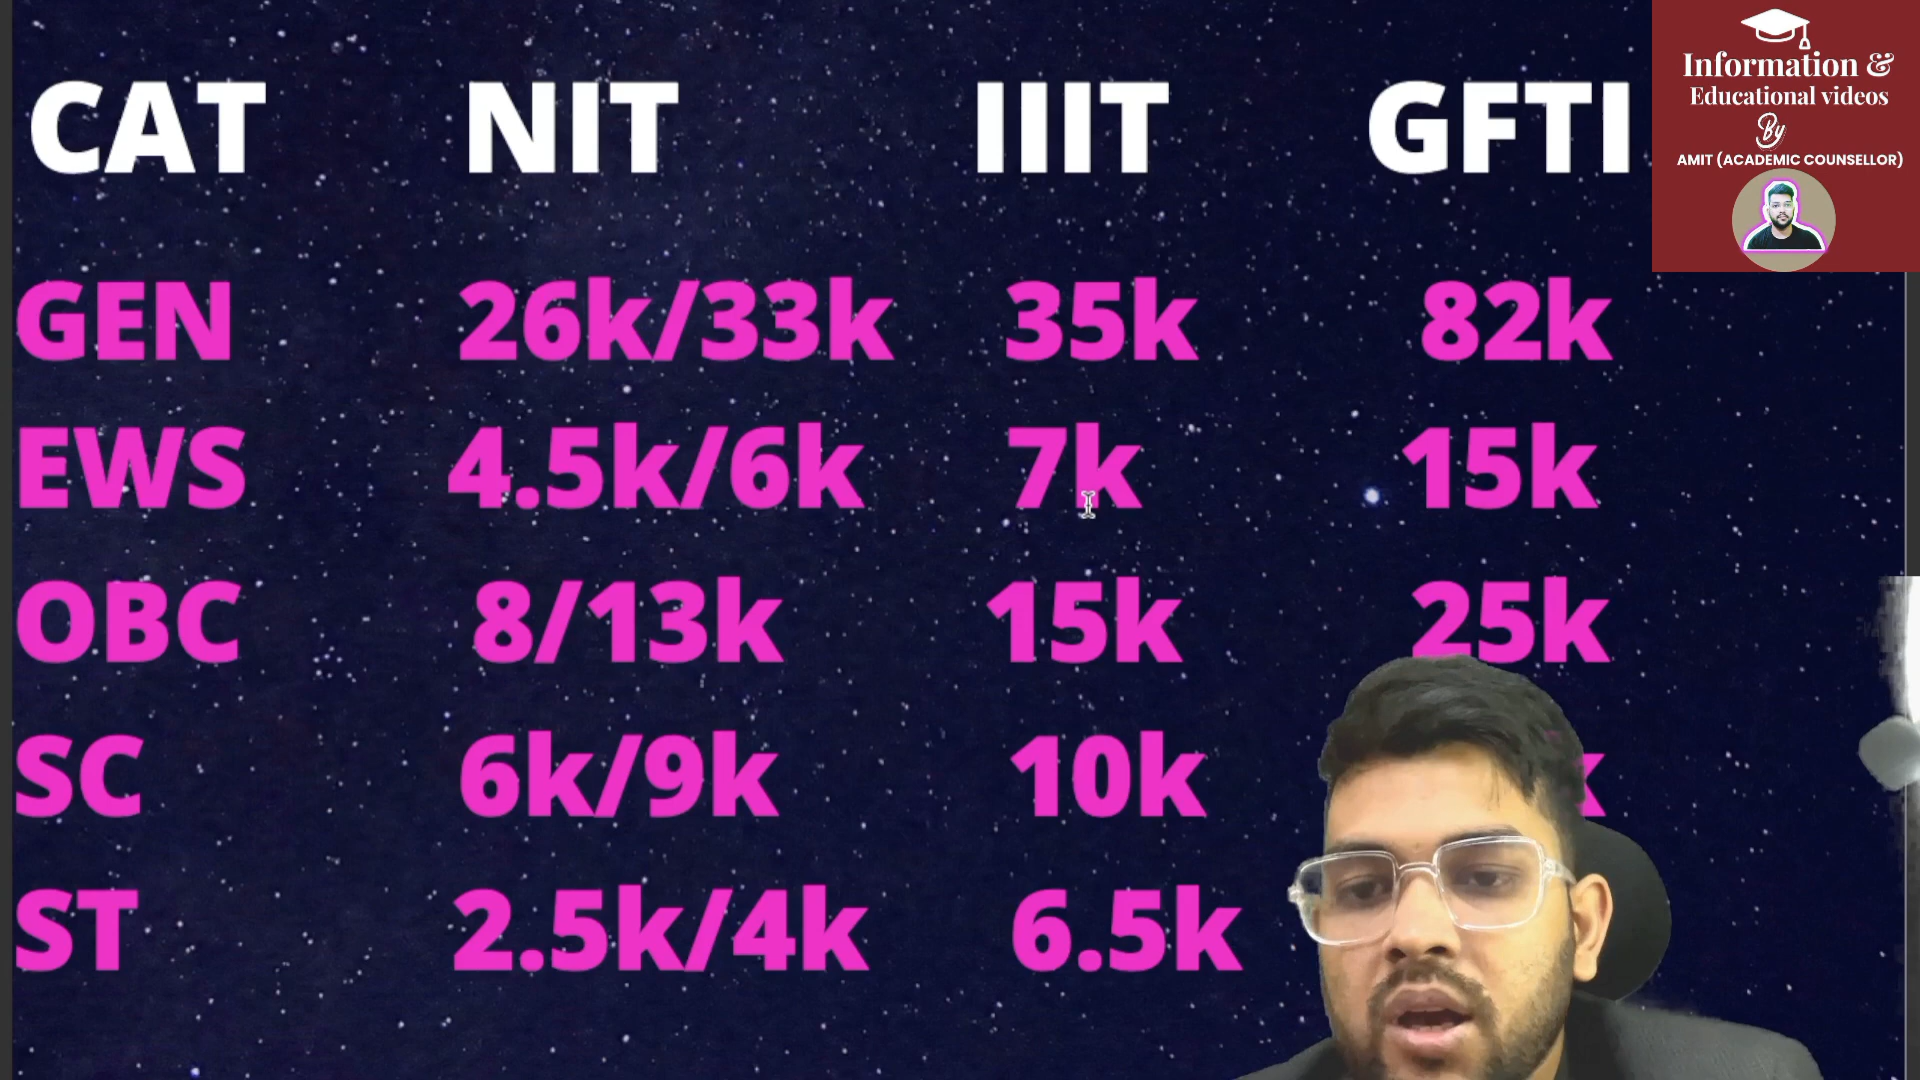 CAT NIT IIIT GFTI
GEN 26k/33k 35k 82k
EWS 4.5k/6k 7k 15k
OBC 8/13k 15k 25k
SC 6k/9k 10k
ST 2.5k/4k 6.5k
Information &
Educational videos
By
AMIT (ACADEMIC COUNSELLOR)